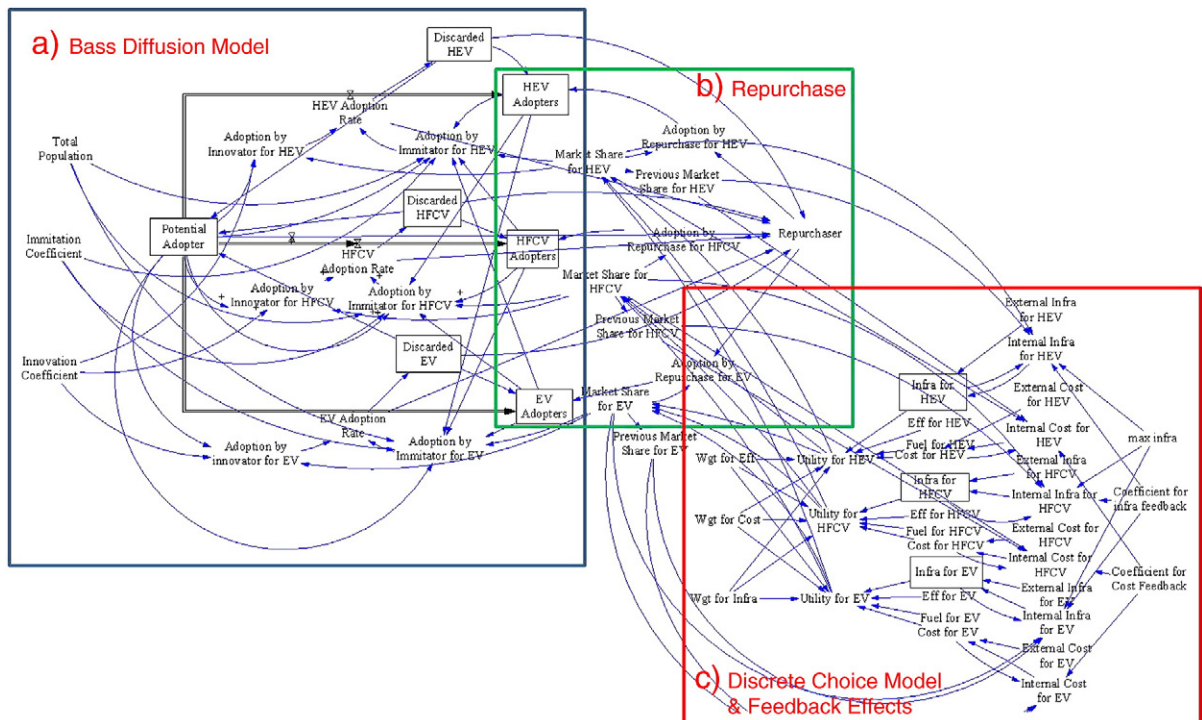 a) Bass Diffusion Model
Discarded
HEV
HEV
Adopters
b) Repurchase
HEV Adoption
Rate
Total
Population
Adoption by
Innovator for HEV
Adoption by
Immitator for HEV
Adoption by
Repurchase for HEV
Market Share
for HEV
Previous Market
Share for HEV
Discarded
HFCV
Potential
Adopter
Repurchaser
Immitation
Coefficient
HFCV
Adoption Rate
HFCV
Adopters
Adoption by
Repurchase for HFCV
Adoption by
Innovator for HFCV
Adoption by
Immitator for HFCV
Market Share for
HFCV
Previous Market
Share for HFCV
Discarded
EV
Innovation
Coefficient
Adoption by
Repurchase for EV
EV
Adopters
Market Share
for EV
EV Adoption
Rate
Adoption by
innovator for EV
Adoption by
Immitator for EV
Previous Market
Share for EV
External Infra
for HEV
Internal Infra
for HEV
Infra for
HEV
External Cost
for HEV
Eff for HEV
Internal Cost for
HEV
max infra
Fuel for HEV
Cost for HEV
Wgt for Eff
Utility for HEV
External Infra
for HFCV
Infra for
HFCV
Internal Infra for
HFCV
Coefficient for
infra feedback
Wgt for Cost
Utility for
HFCV
Eff for HFCV
Fuel for HFCV
Cost for HFCV
External Cost for
HFCV
Internal Cost for
HFCV
Infra for EV
Coefficient for
Cost Feedback
Wgt for Infra
Utility for EV
Eff for EV
External Infra
for EV
Internal Infra
for EV
Fuel for EV
Cost for EV
External Cost
for EV
Internal Cost
for EV
c) Discrete Choice Model
& Feedback Effects